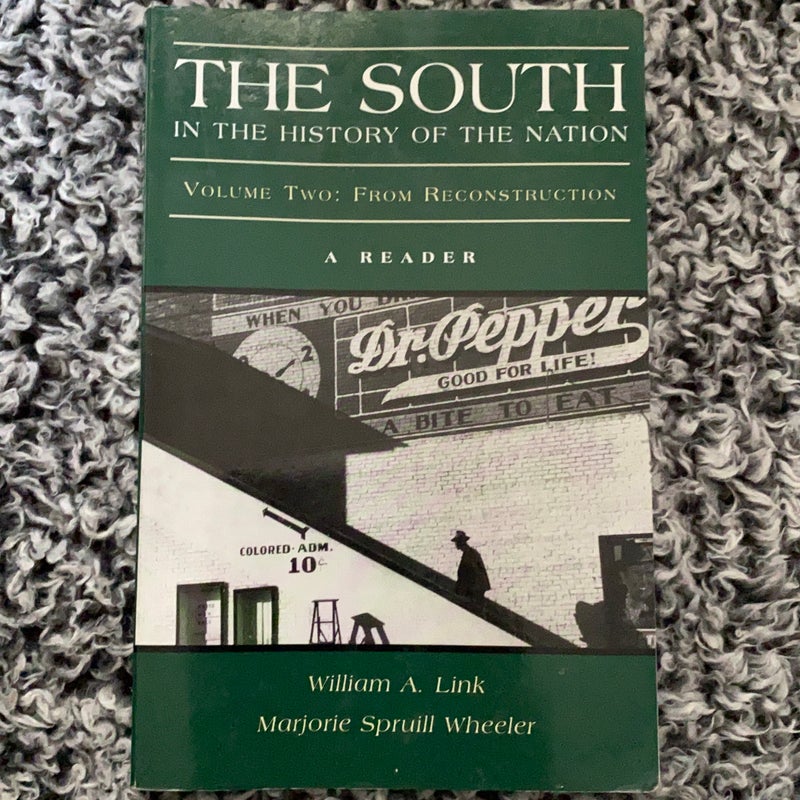 THE SOUTH
IN THE HISTORY OF THE NATION
VOLUME TWO: FROM RECONSTRUCTION
A READER
WHEN YOU
Dr. Pepper
GOOD FOR LIFE!
A BITE TO EAT
COLORED-ADM.
10¢
William A. Link
Marjorie Spruill Wheeler